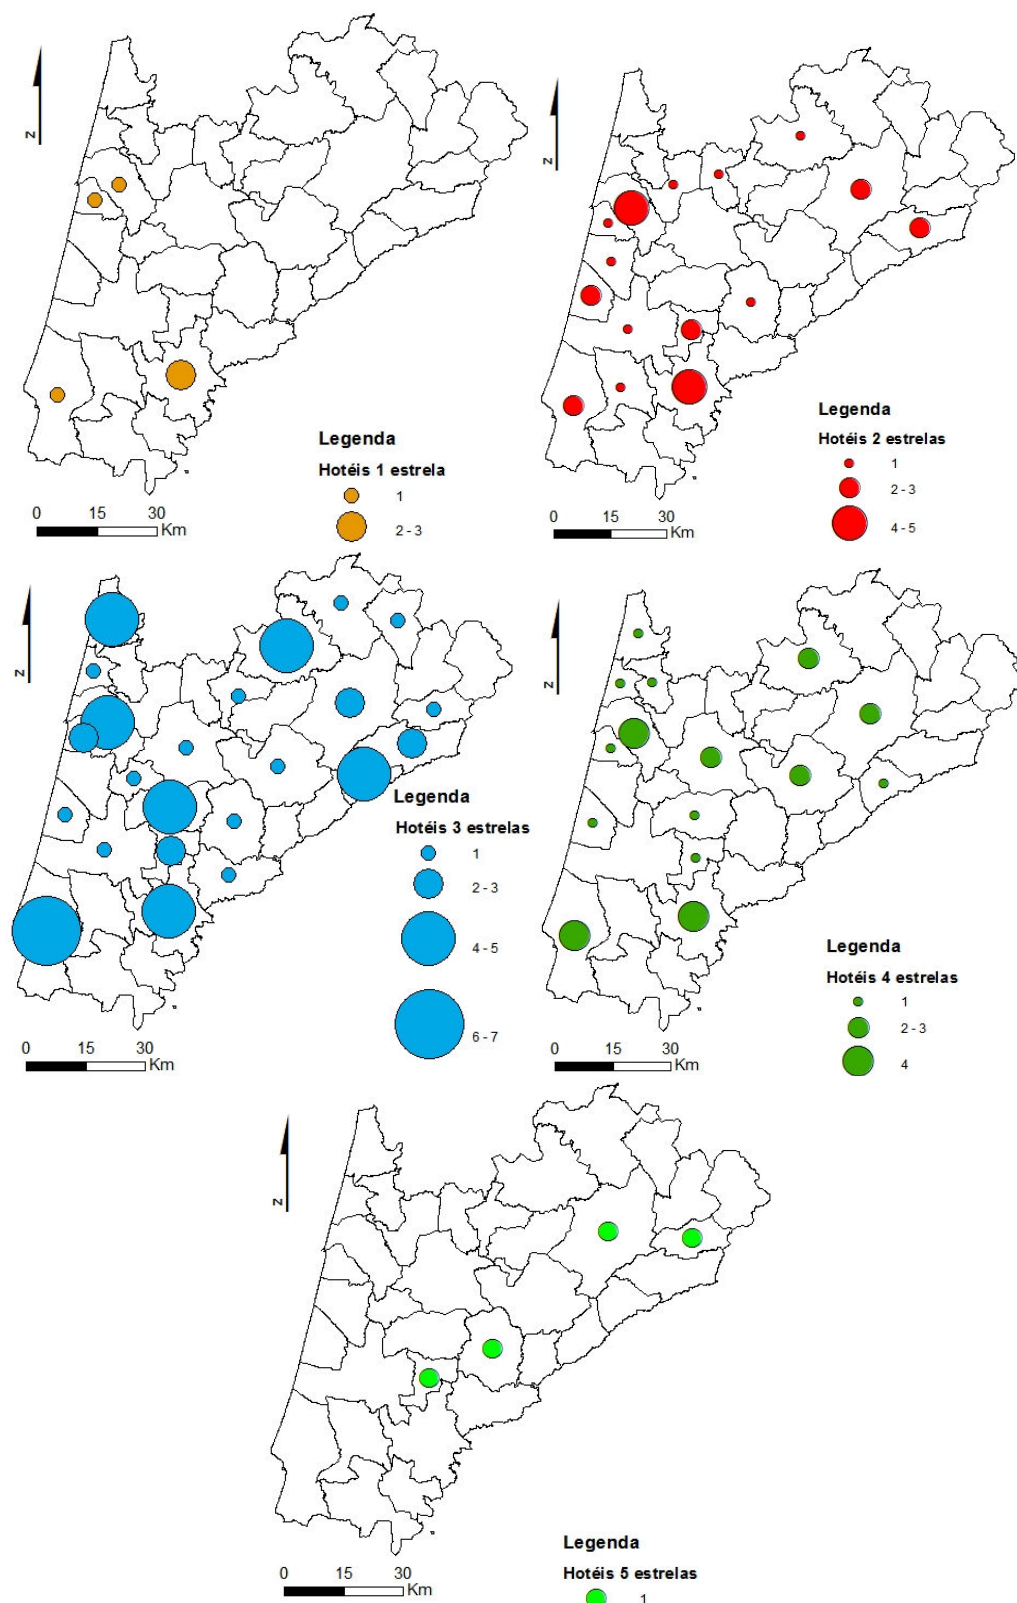 N
Legenda
Hotéis 1 estrela
1
2 - 3
0 15 30
Km
N
Legenda
Hotéis 2 estrelas
1
2 - 3
4 - 5
0 15 30
Km
N
Legenda
Hotéis 3 estrelas
1
2 - 3
4 - 5
6 - 7
0 15 30
Km
N
Legenda
Hotéis 4 estrelas
1
2 - 3
4
0 15 30
Km
N
Legenda
Hotéis 5 estrelas
1
0 15 30
Km